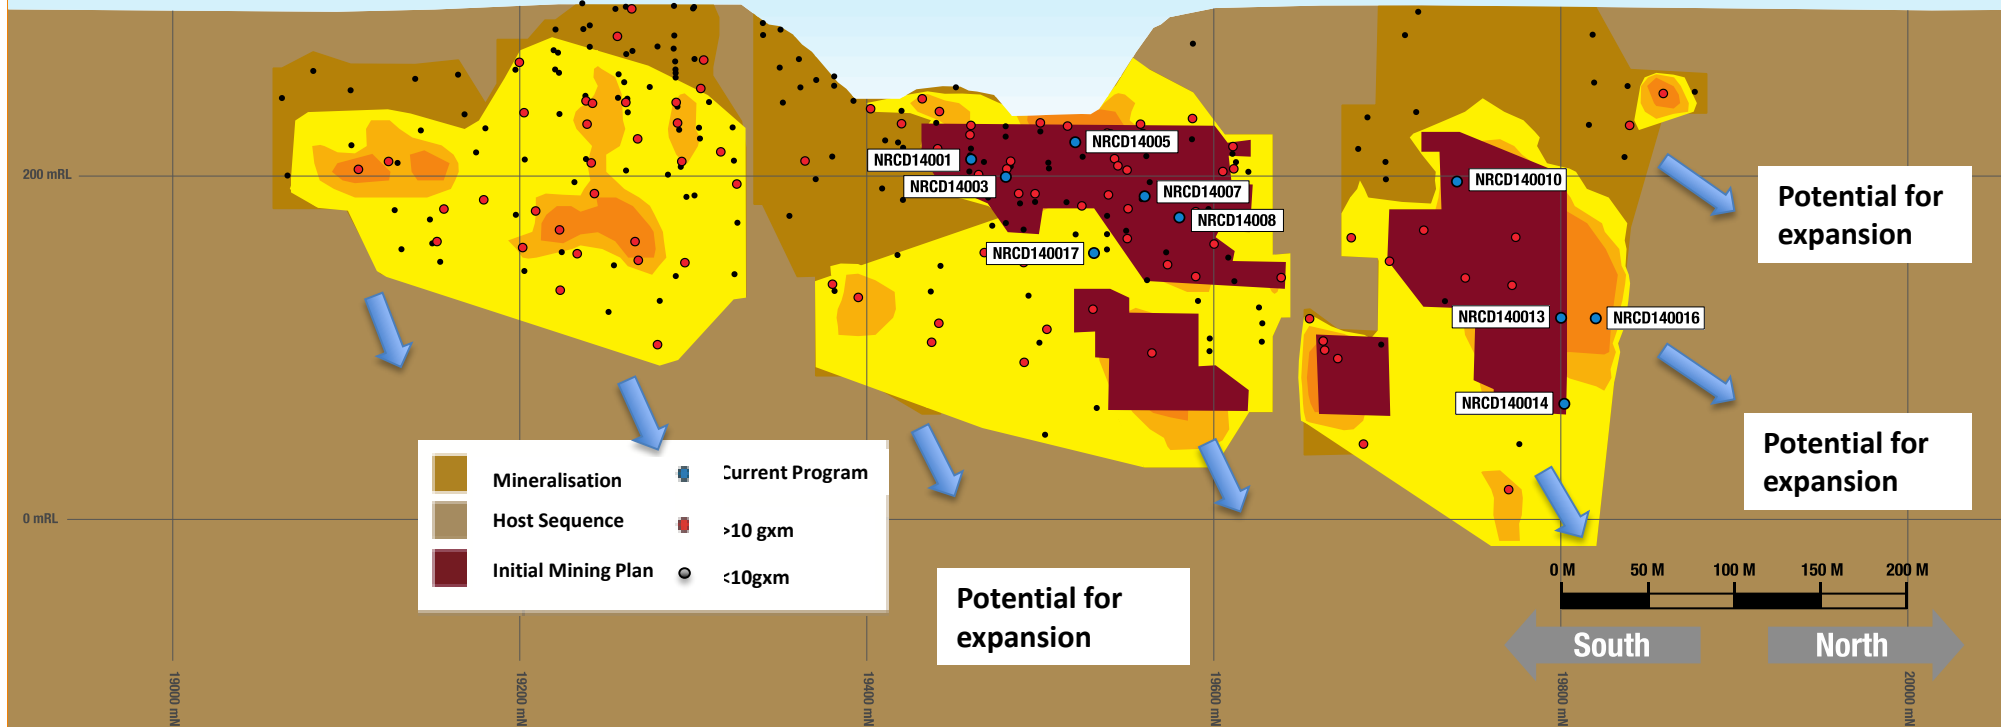 NRCD14005
NRCD14001
200 mRL
NRCD14003
NRCD14007
NRCD140010
NRCD14008
Potential for
expansion
NRCD140017
NRCD140013
NRCD140016
NRCD140014
Potential for
expansion
Mineralisation
Current Program
Host Sequence
>10 gxm
Initial Mining Plan
<10gxm
0 mRL
Potential for
expansion
0 M 50 M 100 M 150 M 200 M
South North
19000 mN
19200 mN
19400 mN
19600 mN
19800 mN
20000 mN